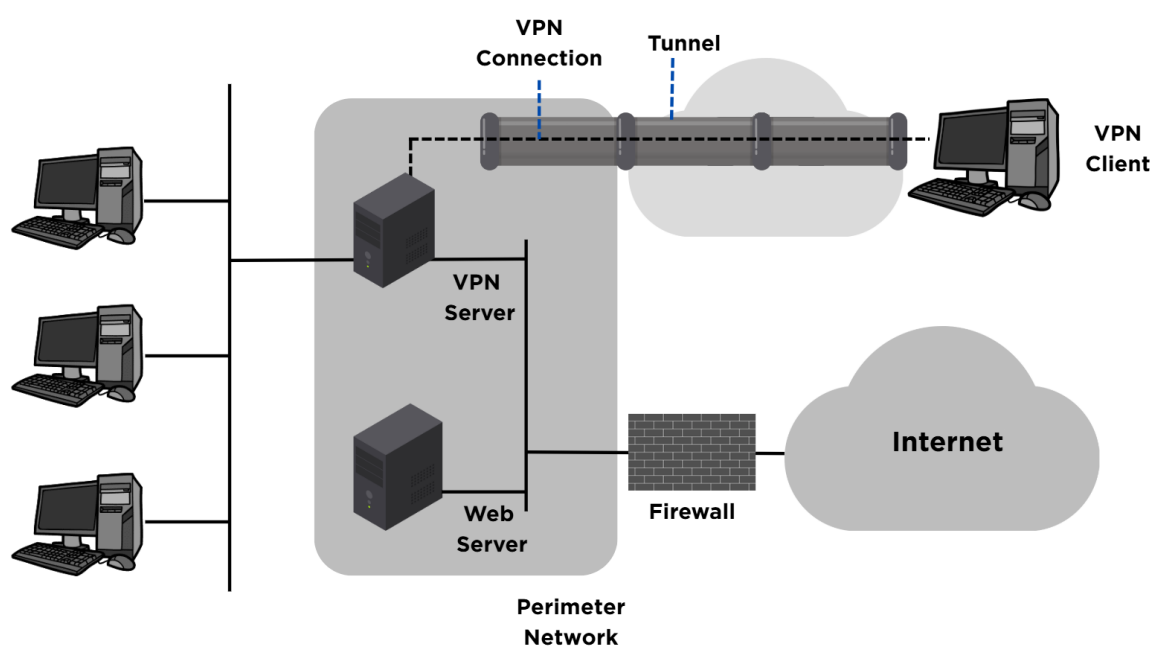 VPN
Connection
Tunnel
VPN
Client
VPN
Server
Internet
Web
Server
Firewall
Perimeter
Network